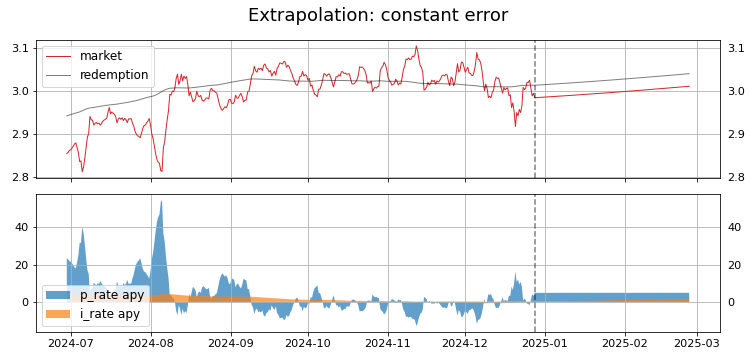 Extrapolation: constant error
3.1
3.0
2.9
2.8
market
redemption
3.1
3.0
2.9
2.8
40
20
0
p_rate apy
i_rate apy
40
20
0
2024-07 2024-08 2024-09 2024-10 2024-11 2024-12 2025-01 2025-02 2025-03